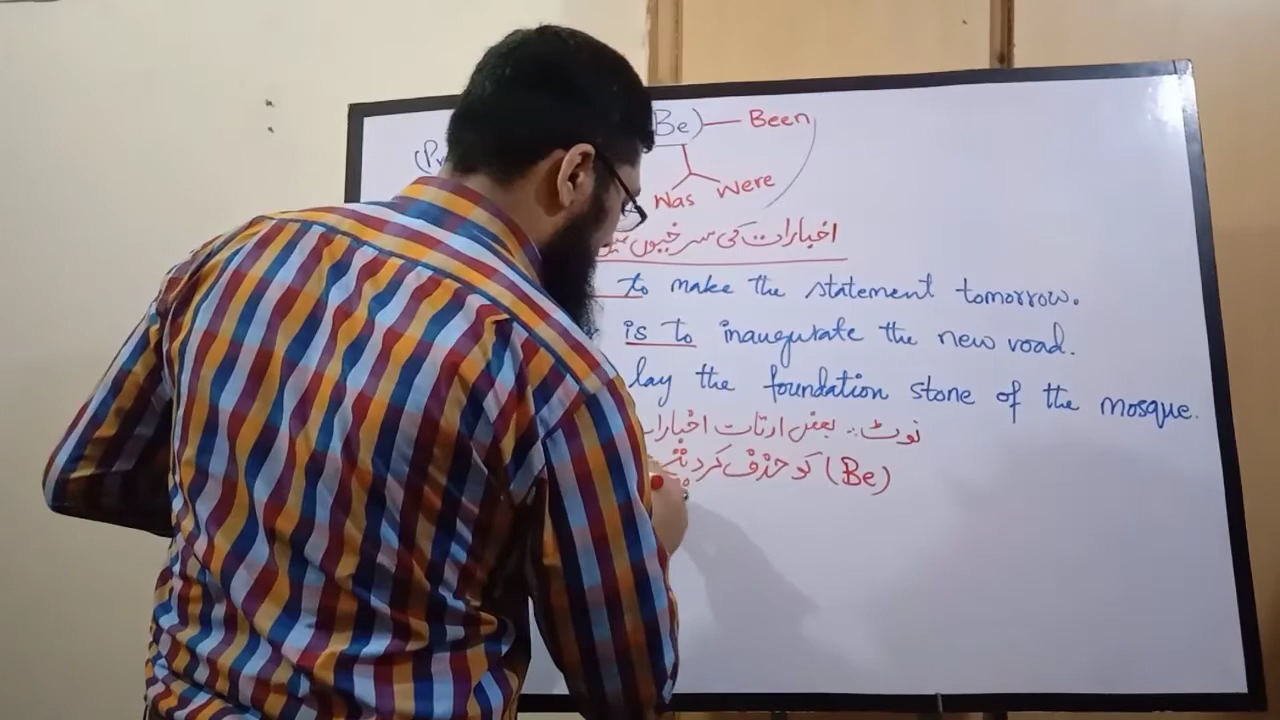 (Be) — Been
(Pr
Was Were
اخبارات کی سرخیوں میں
to make the statement tomorrow.
is to inaugurate the new road.
lay the foundation stone of the mosque.
نوٹ:۔ بعض اوقات اخبارا
(Be) کو حذف کر دیتے